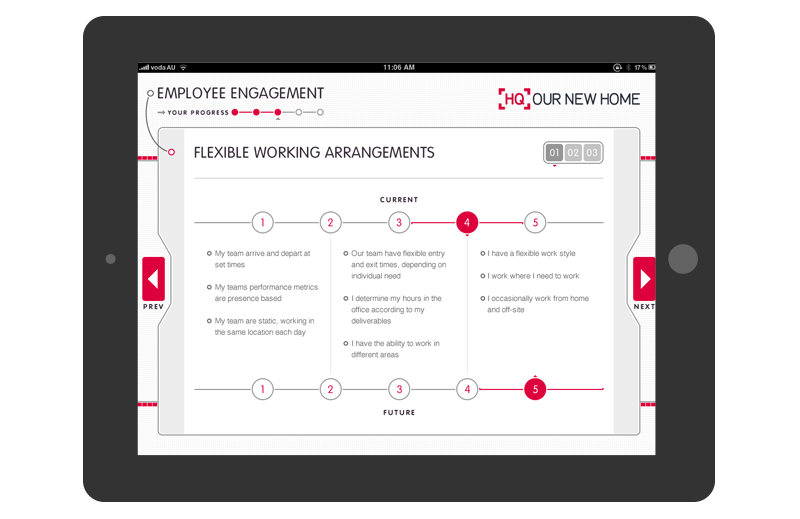 voda AU
11:06 AM
17 %
EMPLOYEE ENGAGEMENT
YOUR PROGRESS
[HQ] OUR NEW HOME
FLEXIBLE WORKING ARRANGEMENTS
01 02 03
CURRENT
1 2 3 4 5
My team arrive and depart at
set times
My teams performance metrics
are presence based
My team are static, working in
the same location each day
Our team have flexible entry
and exit times, depending on
individual need
I determine my hours in the
office according to my
deliverables
I have the ability to work in
different areas
I have a flexible work style
I work where I need to work
I occasionally work from home
and off-site
PREV
NEXT
1 2 3 4 5
FUTURE